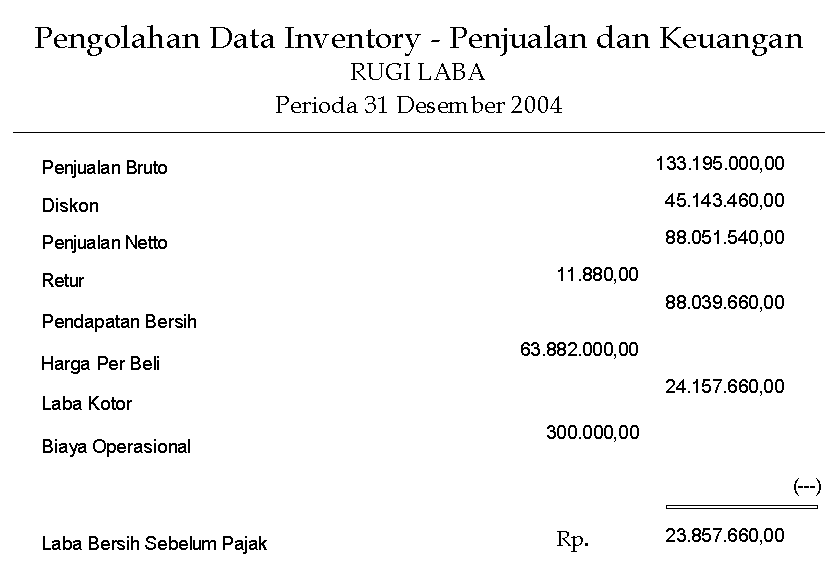 Pengolahan Data Inventory - Penjualan dan Keuangan
RUGI LABA
Perioda 31 Desember 2004
Penjualan Bruto 133.195.000,00
Diskon 45.143.460,00
Penjualan Netto 88.051.540,00
Retur 11.880,00
Pendapatan Bersih 88.039.660,00
Harga Per Beli 63.882.000,00
Laba Kotor 24.157.660,00
Biaya Operasional 300.000,00
(---)
Laba Bersih Sebelum Pajak Rp. 23.857.660,00